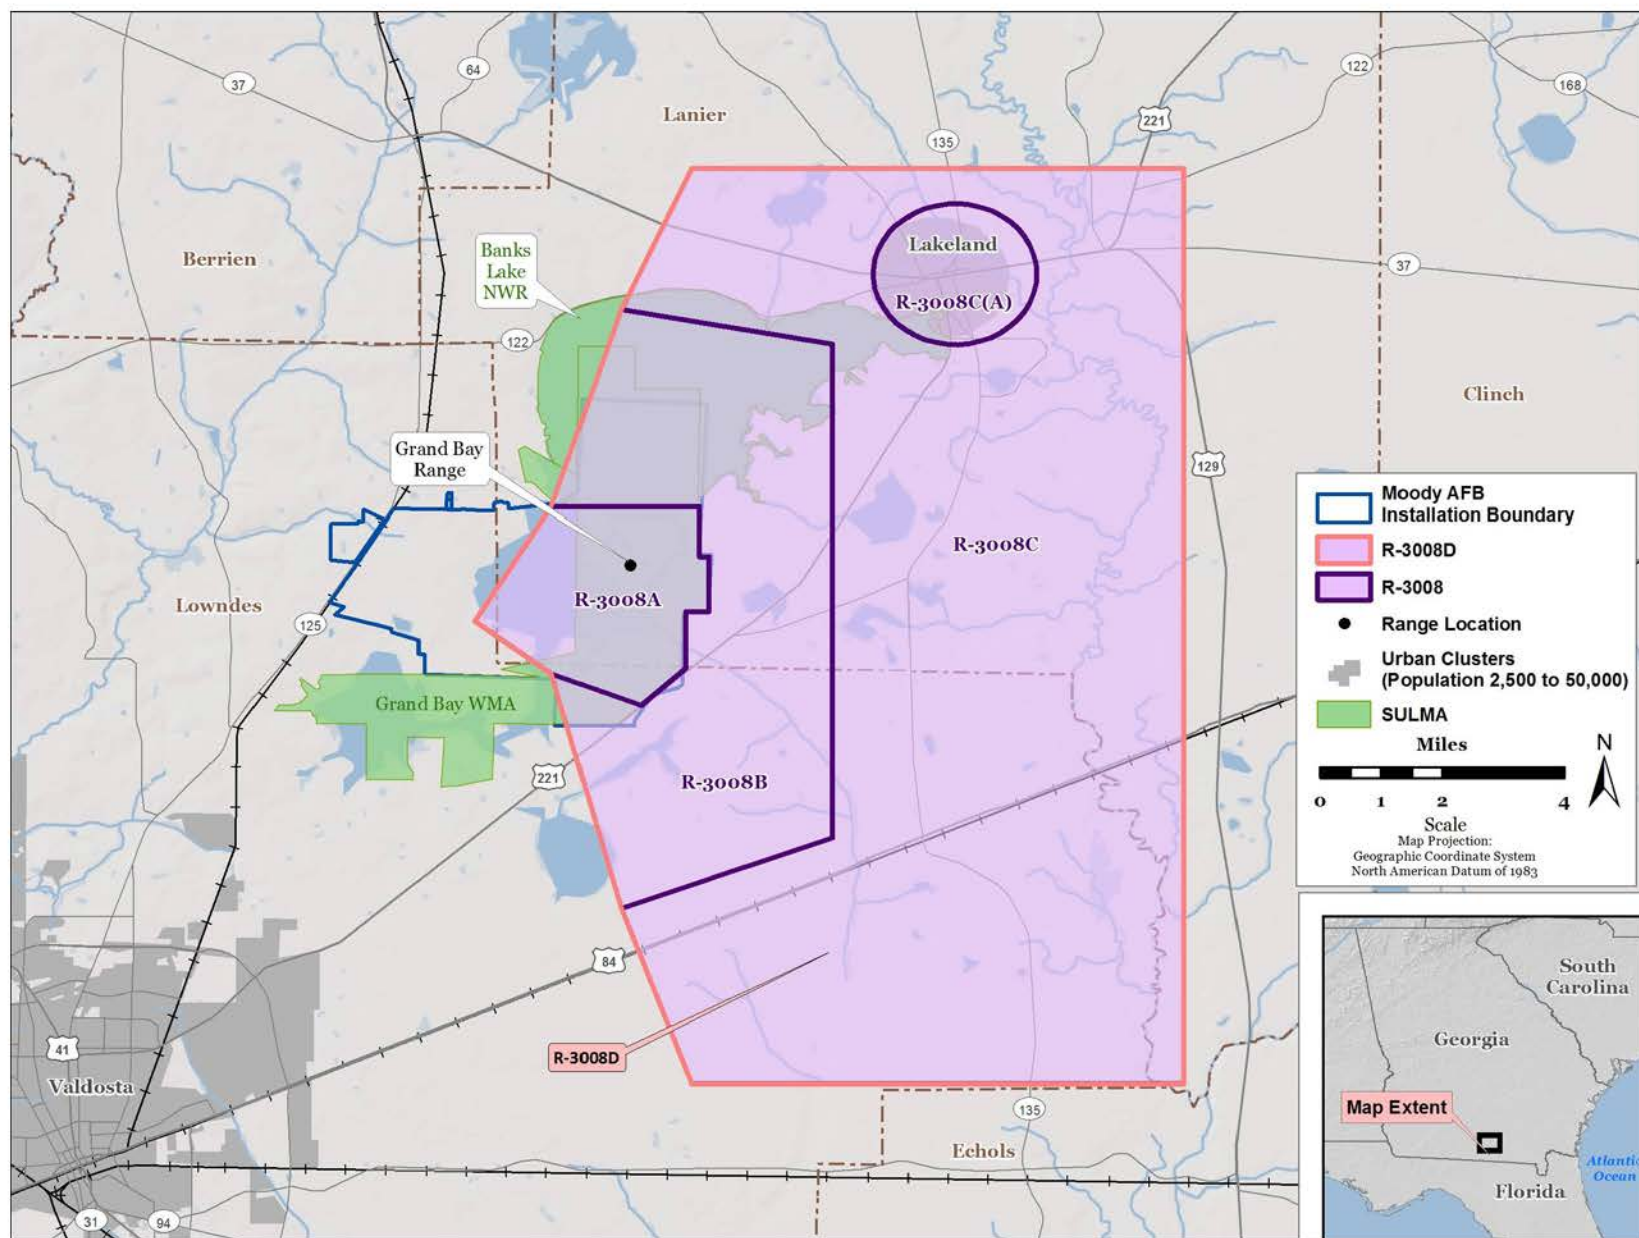 37
64
Lanier
122
168
221
135
Berrien
Banks
Lake
NWR
Lakeland
37
R-3008C(A)
122
Clinch
Grand Bay
Range
129
Moody AFB
Installation Boundary
R-3008D
R-3008
Range Location
Urban Clusters
(Population 2,500 to 50,000)
SULMA
Miles
N
0 1 2 4
Scale
Map Projection:
Geographic Coordinate System
North American Datum of 1983
R-3008C
R-3008A
Lowndes
125
Grand Bay WMA
221
R-3008B
84
R-3008D
41
Valdosta
135
Echols
31
94
South
Carolina
Georgia
Map Extent
Atlantic
Ocean
Florida